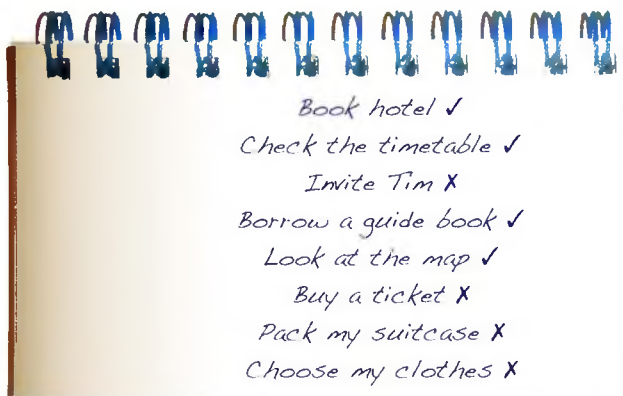 Book hotel ✓
Check the timetable ✓
Invite Tim X
Borrow a guide book ✓
Look at the map ✓
Buy a ticket X
Pack my suitcase X
Choose my clothes X